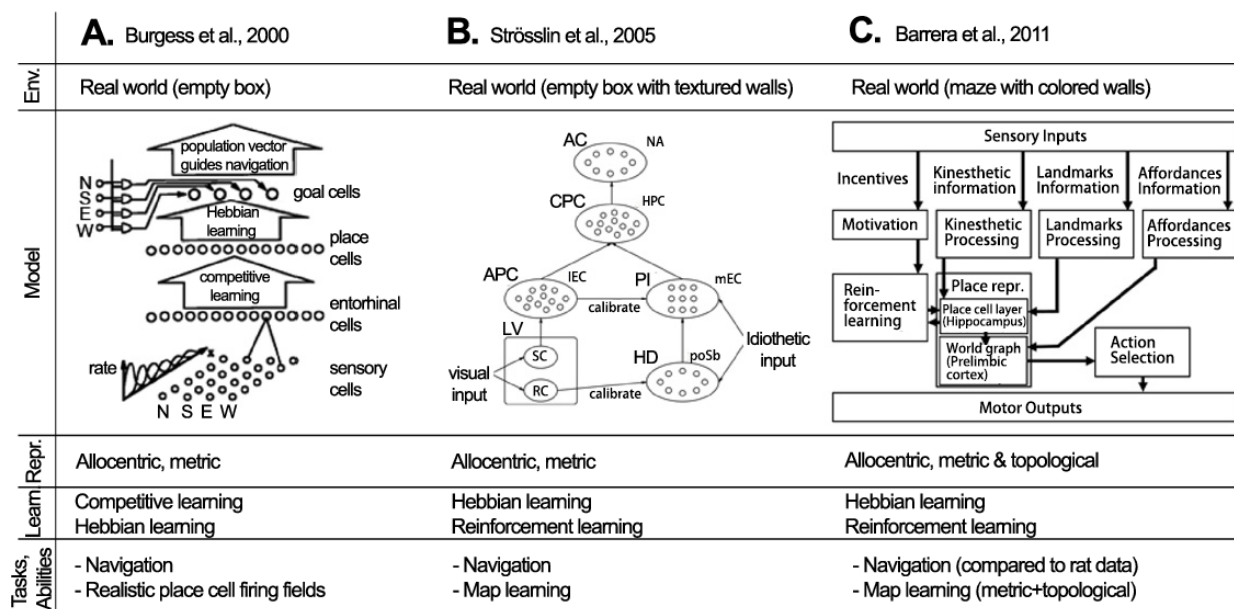 A. Burgess et al., 2000
B. Strösslin et al., 2005
C. Barrera et al., 2011
Env.
Real world (empty box)
Real world (empty box with textured walls)
Real world (maze with colored walls)
Model
population vector
guides navigation
N
S
E
W
goal cells
Hebbian
learning
place
cells
competitive
learning
entorhinal
cells
rate
x
sensory
cells
N S E W
AC
NA
CPC
HPC
APC
lEC
PI
mEC
calibrate
LV
SC
RC
visual
input
HD
poSb
calibrate
Idiothetic
input
Sensory Inputs
Incentives
Kinesthetic
information
Landmarks
Information
Affordances
Information
Motivation
Kinesthetic
Processing
Landmarks
Processing
Affordances
Processing
Rein-
forcement
learning
Place repr.
Place cell layer
(Hippocampus)
World graph
(Prelimbic
cortex)
Action
Selection
Motor Outputs
Repr.
Allocentric, metric
Allocentric, metric
Allocentric, metric & topological
Learn.
Competitive learning
Hebbian learning
Hebbian learning
Reinforcement learning
Hebbian learning
Reinforcement learning
Tasks,
Abilities
- Navigation
- Realistic place cell firing fields
- Navigation
- Map learning
- Navigation (compared to rat data)
- Map learning (metric+topological)